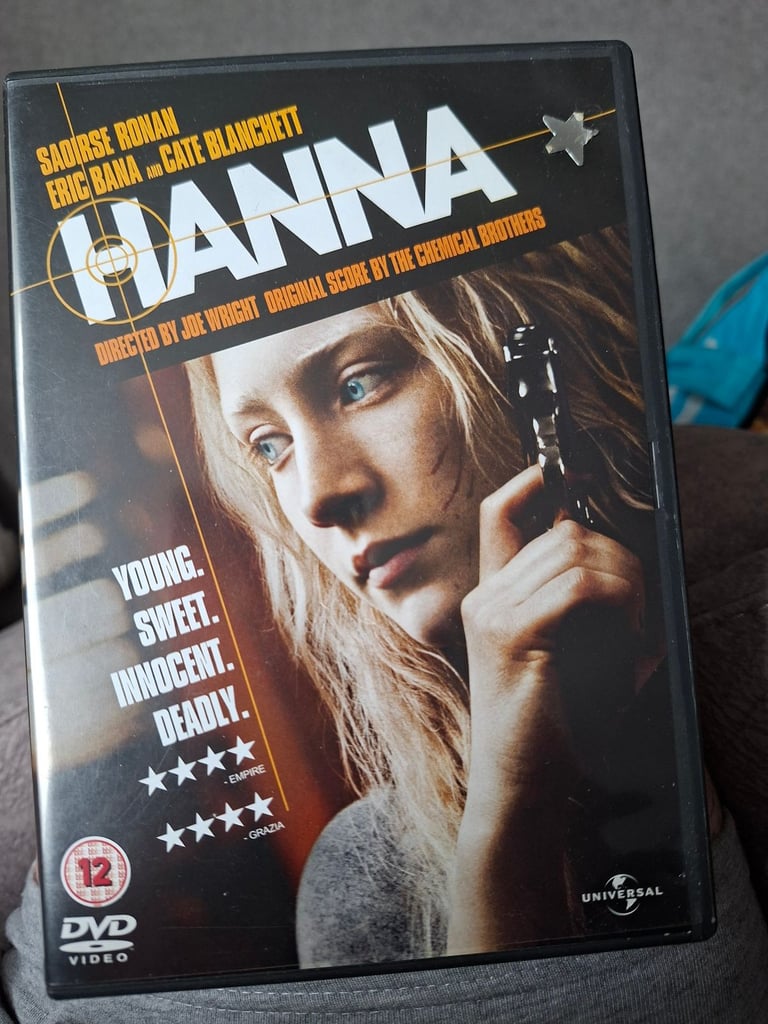 SAOIRSE RONAN
ERIC BANA AND CATE BLANCHETT
HANNA
DIRECTED BY JOE WRIGHT ORIGINAL SCORE BY THE CHEMICAL BROTHERS
YOUNG.
SWEET.
INNOCENT.
DEADLY.
- EMPIRE
- GRAZIA
12
DVD
VIDEO
UNIVERSAL